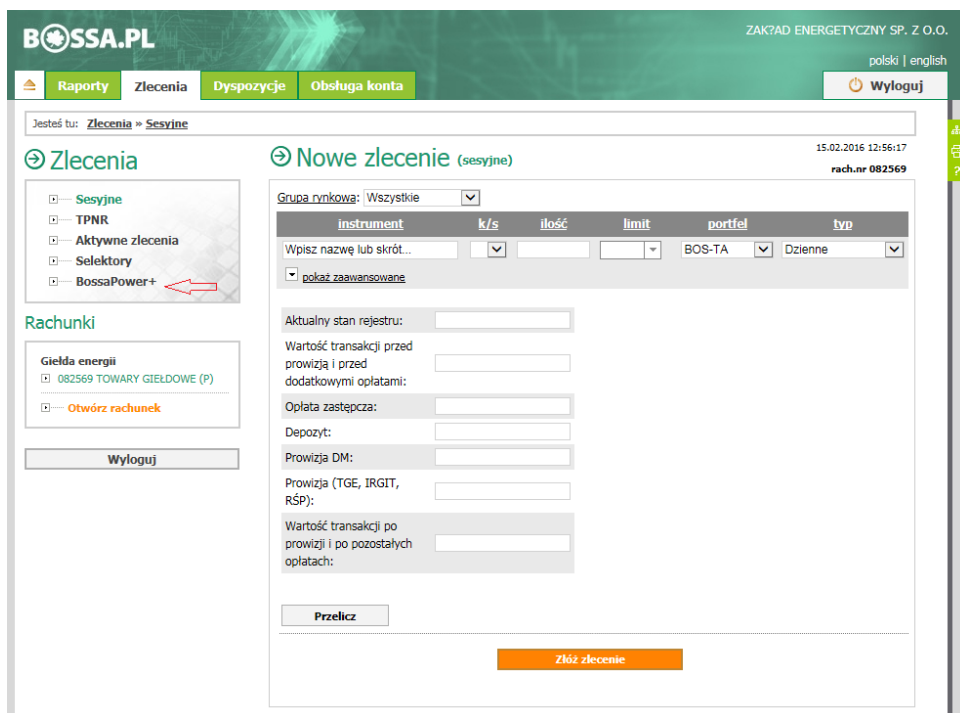 BOSSA.PL
ZAK?AD ENERGETYCZNY SP. Z O.O.
polski | english
Raporty Zlecenia Dyspozycje Obsługa konta Wyloguj
Jesteś tu: Zlecenia » Sesyjne
15.02.2016 12:56:17
rach.nr 082569
Zlecenia
Sesyjne
TPNR
Aktywne zlecenia
Selektory
BossaPower+
Rachunki
Giełda energii
082569 TOWARY GIEŁDOWE (P)
Otwórz rachunek
Wyloguj
Nowe zlecenie (sesyjne)
Grupa rynkowa: Wszystkie
instrument k/s ilość limit portfel typ
Wpisz nazwę lub skrót... BOS-TA Dzienne
pokaż zaawansowane
Aktualny stan rejestru:
Wartość transakcji przed
prowizją i przed
dodatkowymi opłatami:
Opłata zastępcza:
Depozyt:
Prowizja DM:
Prowizja (TGE, IRGIT,
RŚP):
Wartość transakcji po
prowizji i po pozostałych
opłatach:
Przelicz
Złóż zlecenie
?